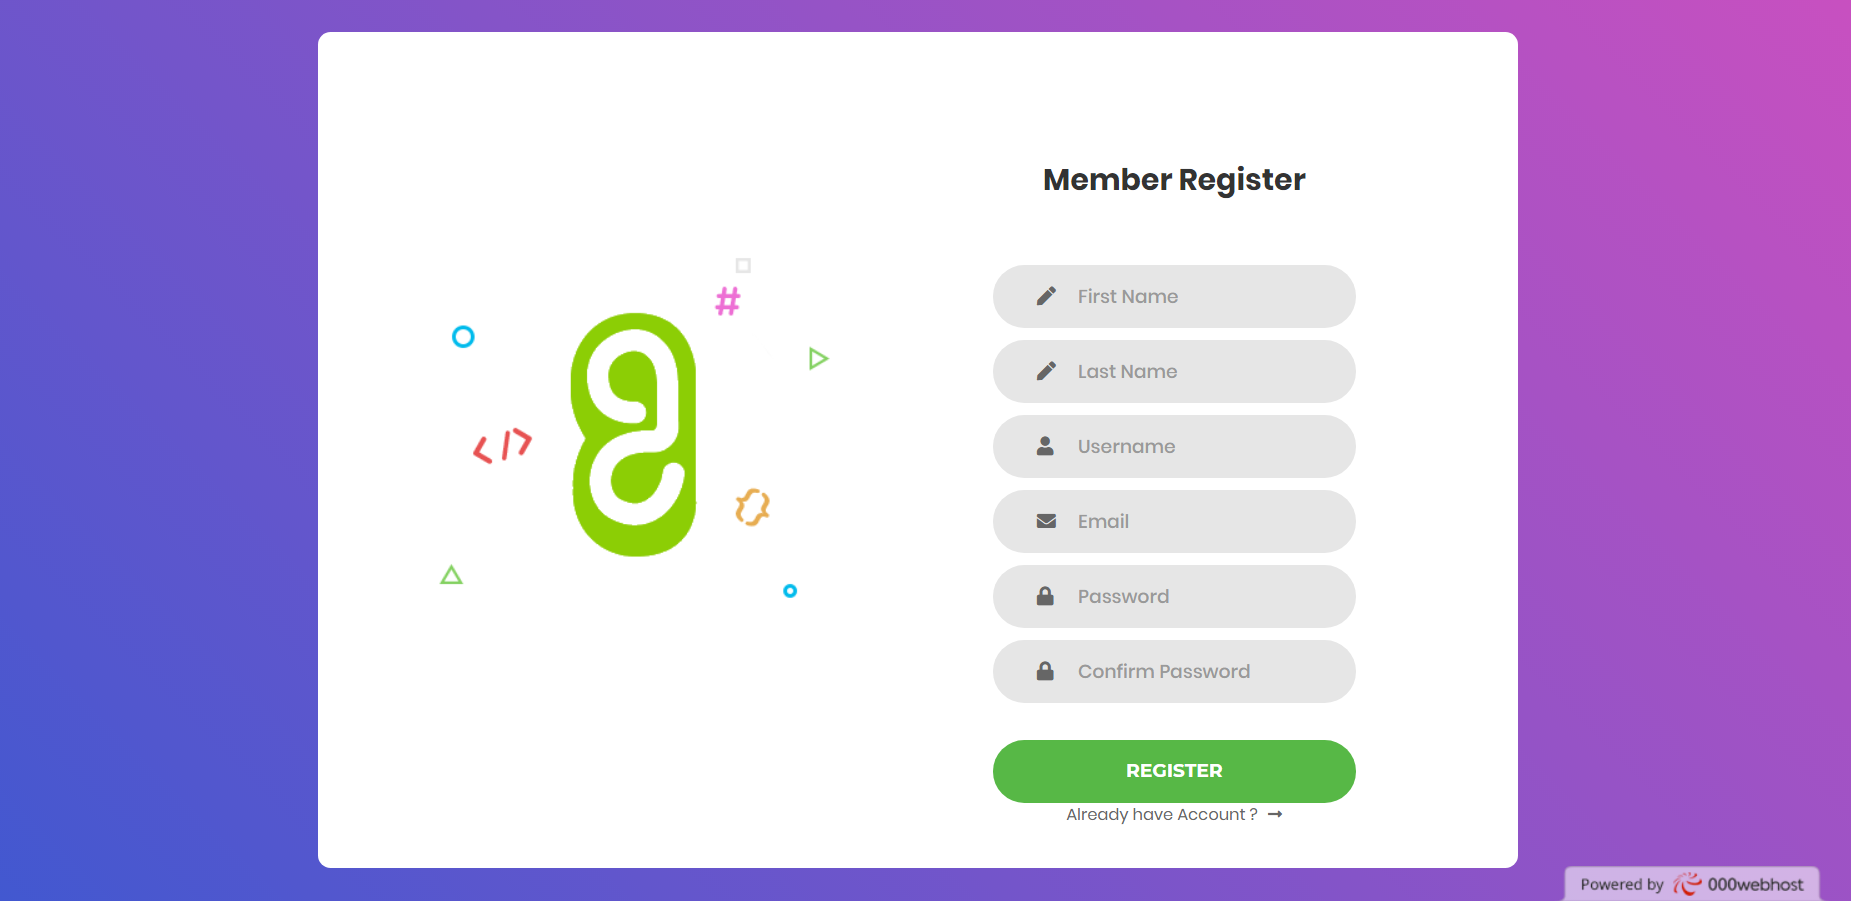 Member Register
First Name
Last Name
Username
Email
Password
Confirm Password
REGISTER
Already have Account ?
Powered by 000webhost